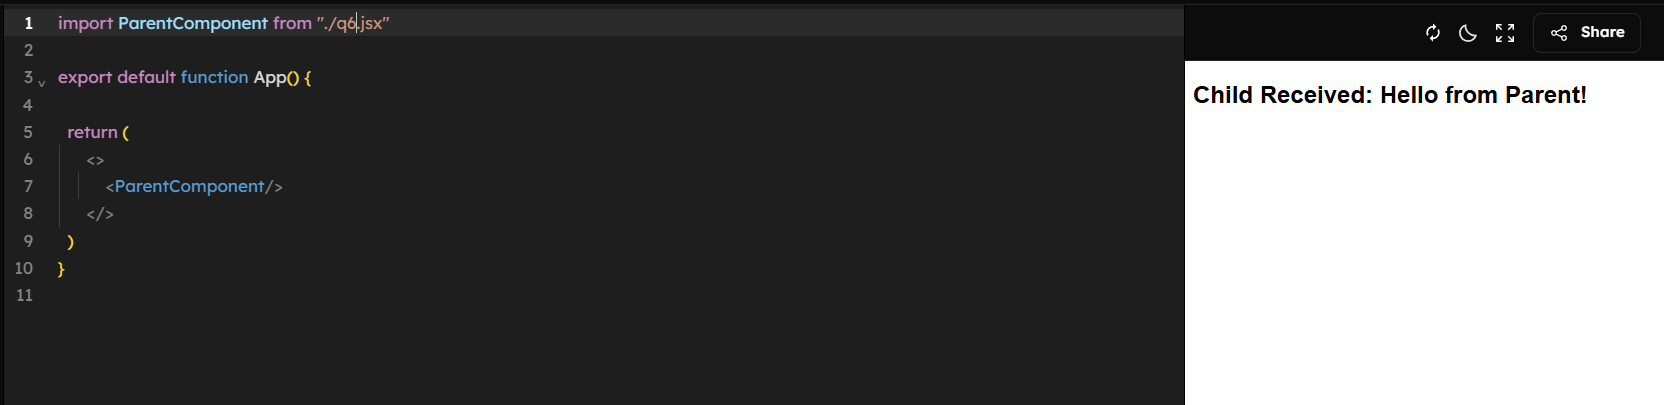 1 import ParentComponent from "./q6.jsx"
2
3 export default function App() {
4
5 return (
6 <>
7 <ParentComponent/>
8 </>
9 )
10 }
11
Share
Child Received: Hello from Parent!